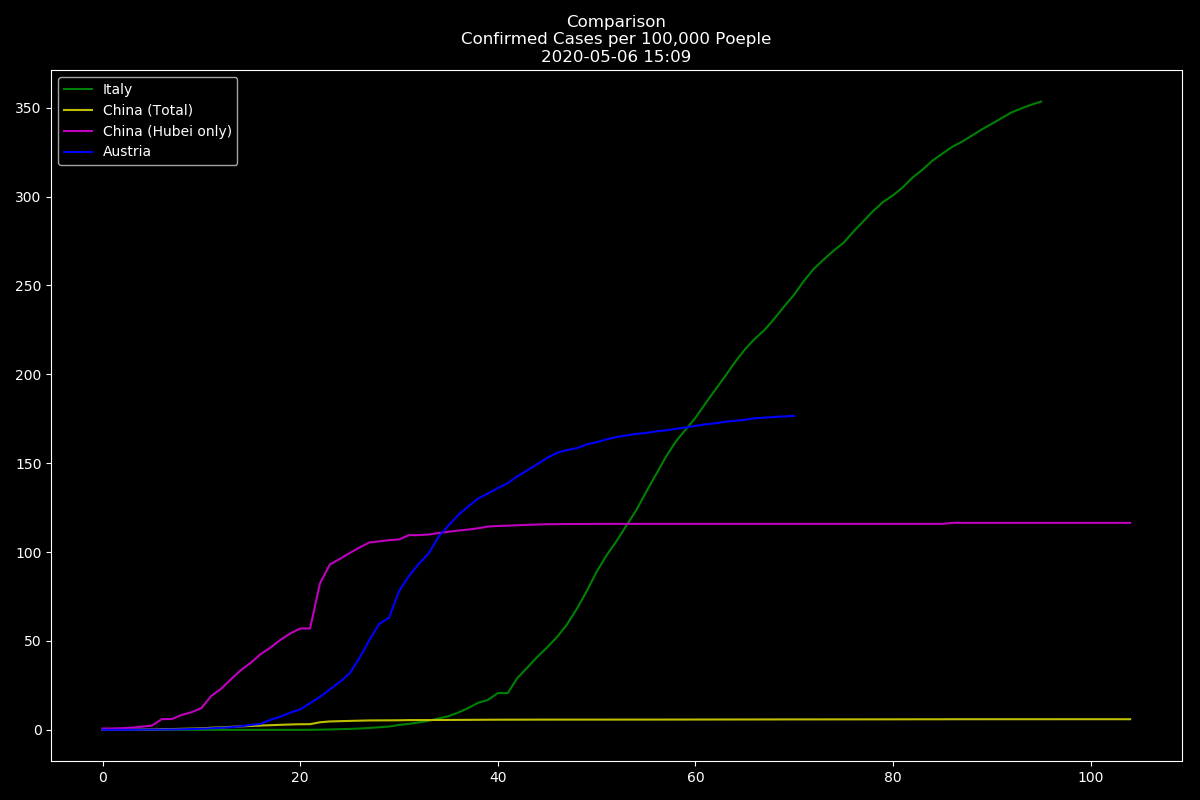 Comparison
Confirmed Cases per 100,000 Poeple
2020-05-06 15:09
Italy
China (Total)
China (Hubei only)
Austria
350
300
250
200
150
100
50
0
0 20 40 60 80 100